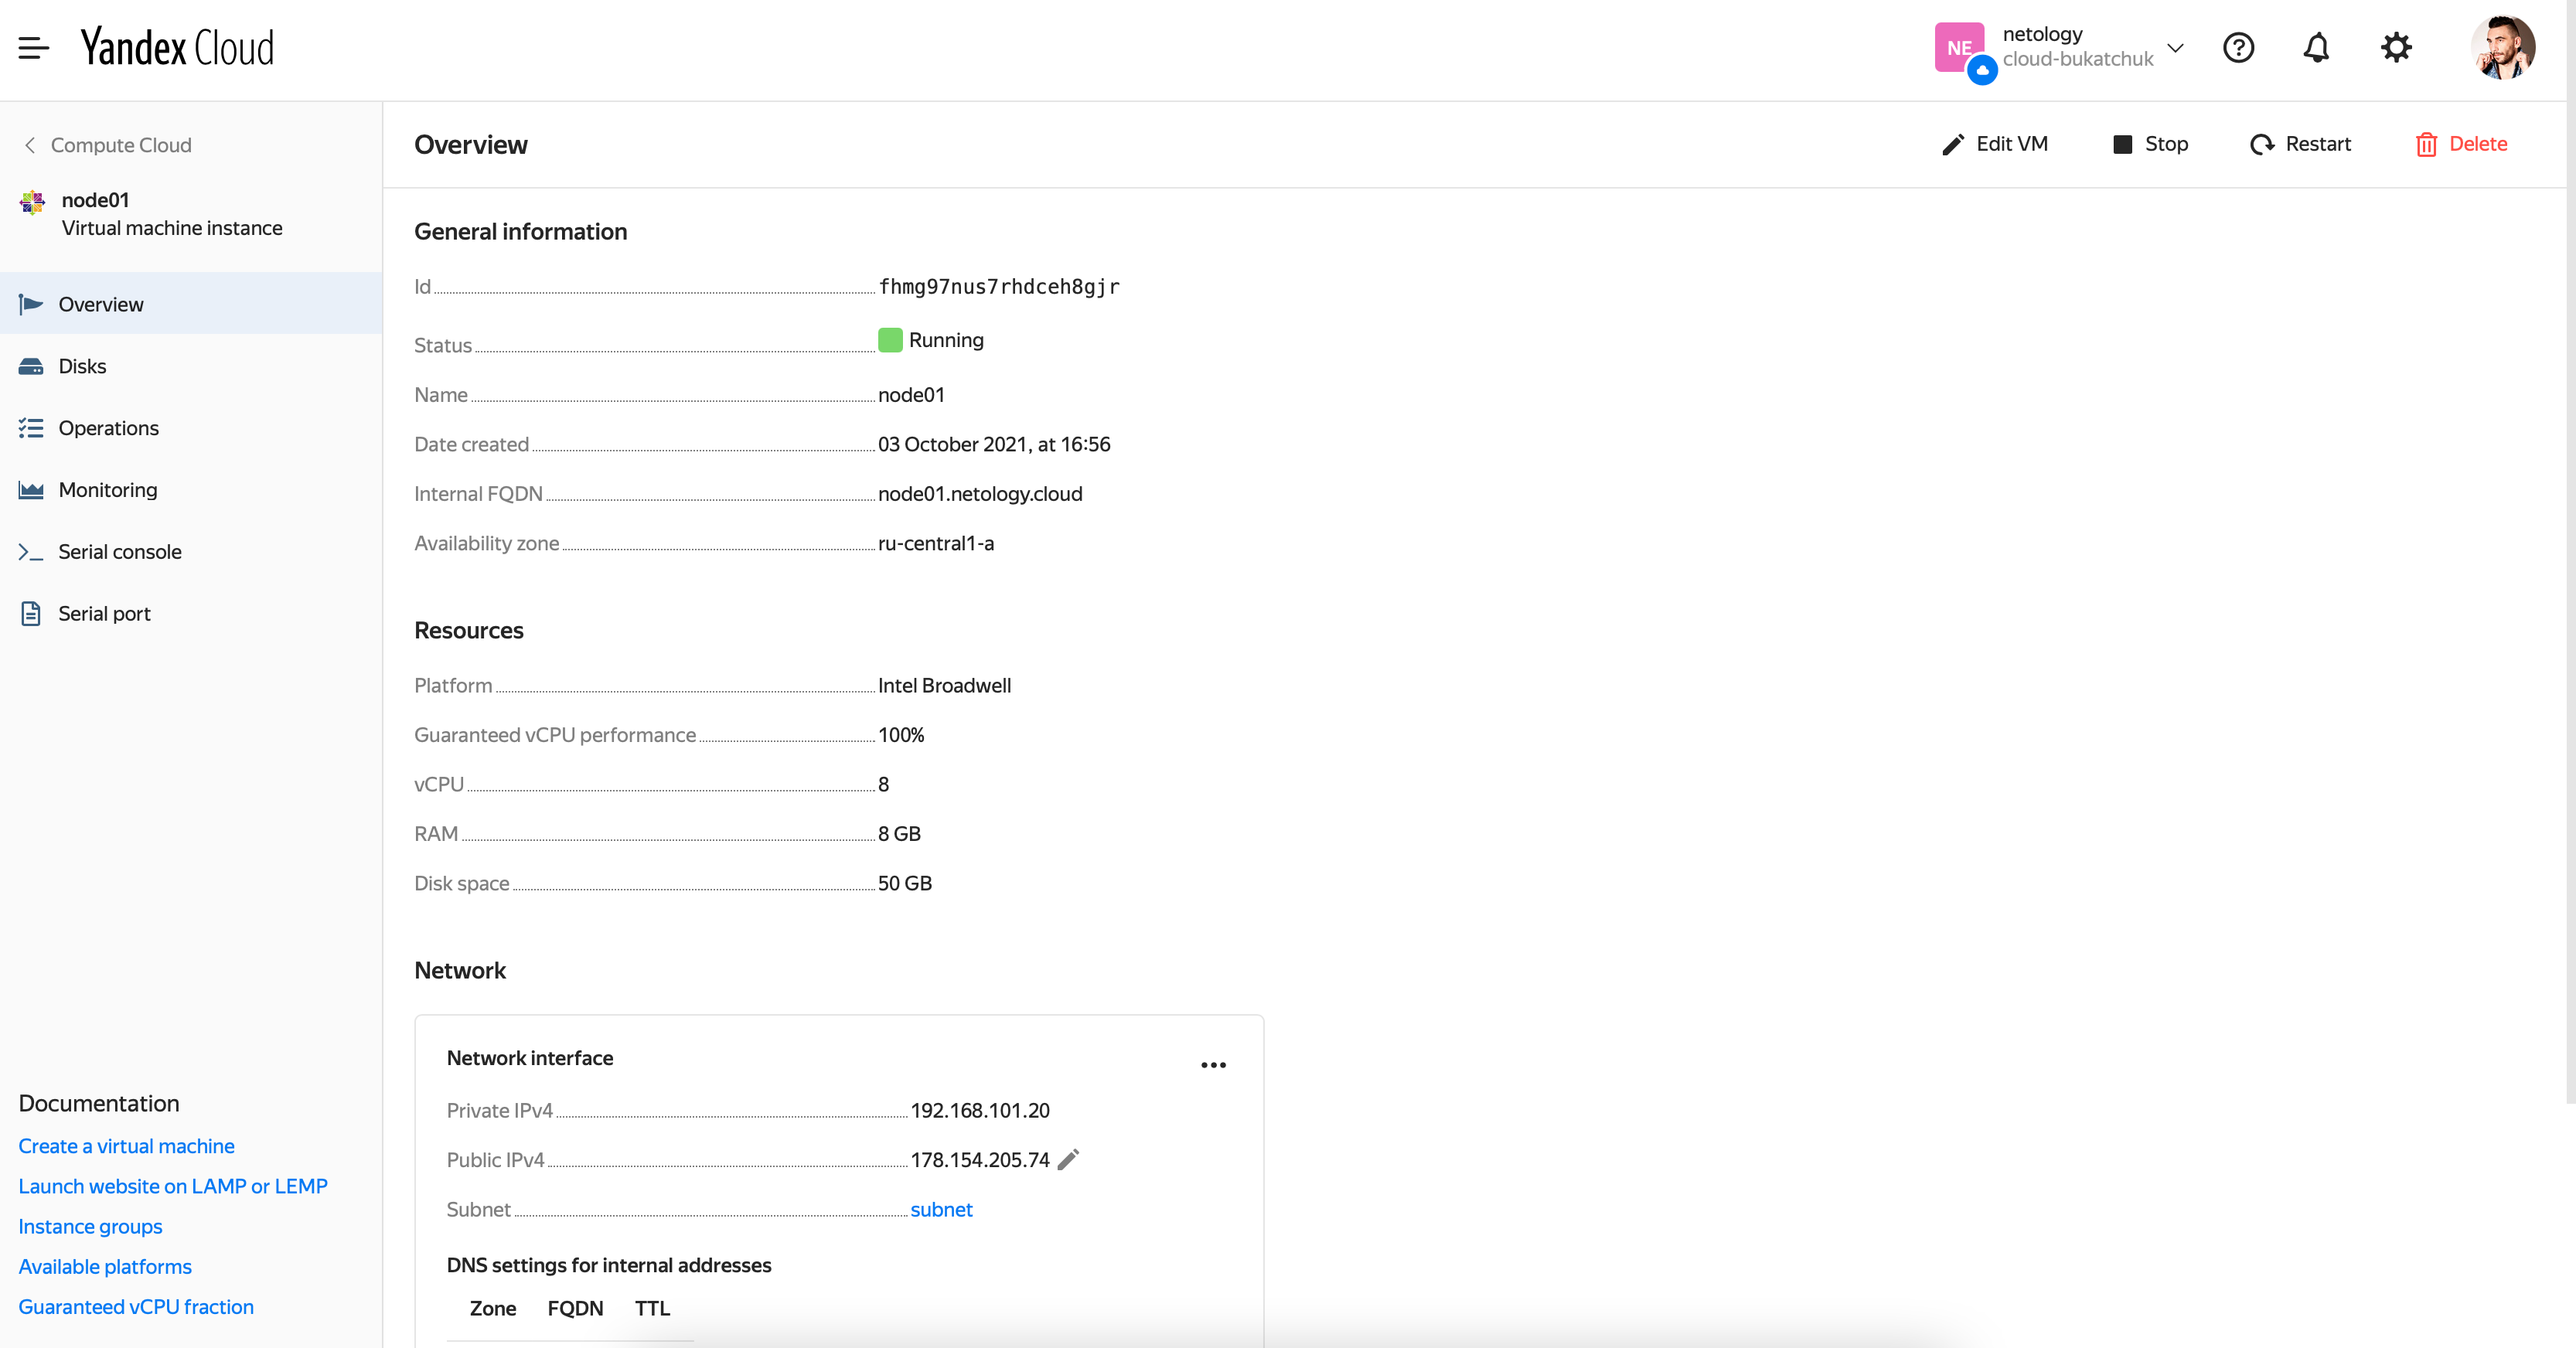 Yandex Cloud
NE
netology
cloud-bukatchuk
Compute Cloud
node01
Virtual machine instance
Overview
Disks
Operations
Monitoring
Serial console
Serial port
Documentation
Create a virtual machine
Launch website on LAMP or LEMP
Instance groups
Available platforms
Guaranteed vCPU fraction
Overview
Edit VM Stop Restart Delete
General information
Id fhmg97nus7rhdceh8gjr
Status Running
Name node01
Date created 03 October 2021, at 16:56
Internal FQDN node01.netology.cloud
Availability zone ru-central1-a
Resources
Platform Intel Broadwell
Guaranteed vCPU performance 100%
vCPU 8
RAM 8 GB
Disk space 50 GB
Network
Network interface
Private IPv4 192.168.101.20
Public IPv4 178.154.205.74
Subnet subnet
DNS settings for internal addresses
Zone FQDN TTL